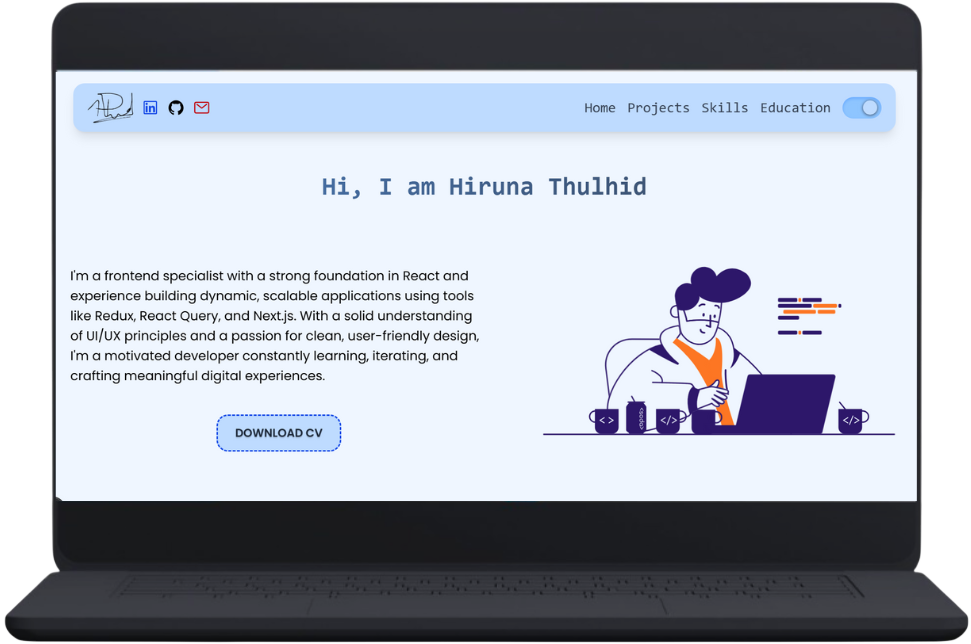 in
Home Projects Skills Education
Hi, I am Hiruna Thulhid
I'm a frontend specialist with a strong foundation in React and
experience building dynamic, scalable applications using tools
like Redux, React Query, and Next.js. With a solid understanding
of UI/UX principles and a passion for clean, user-friendly design,
I'm a motivated developer constantly learning, iterating, and
crafting meaningful digital experiences.
DOWNLOAD CV
< >
</>
</>